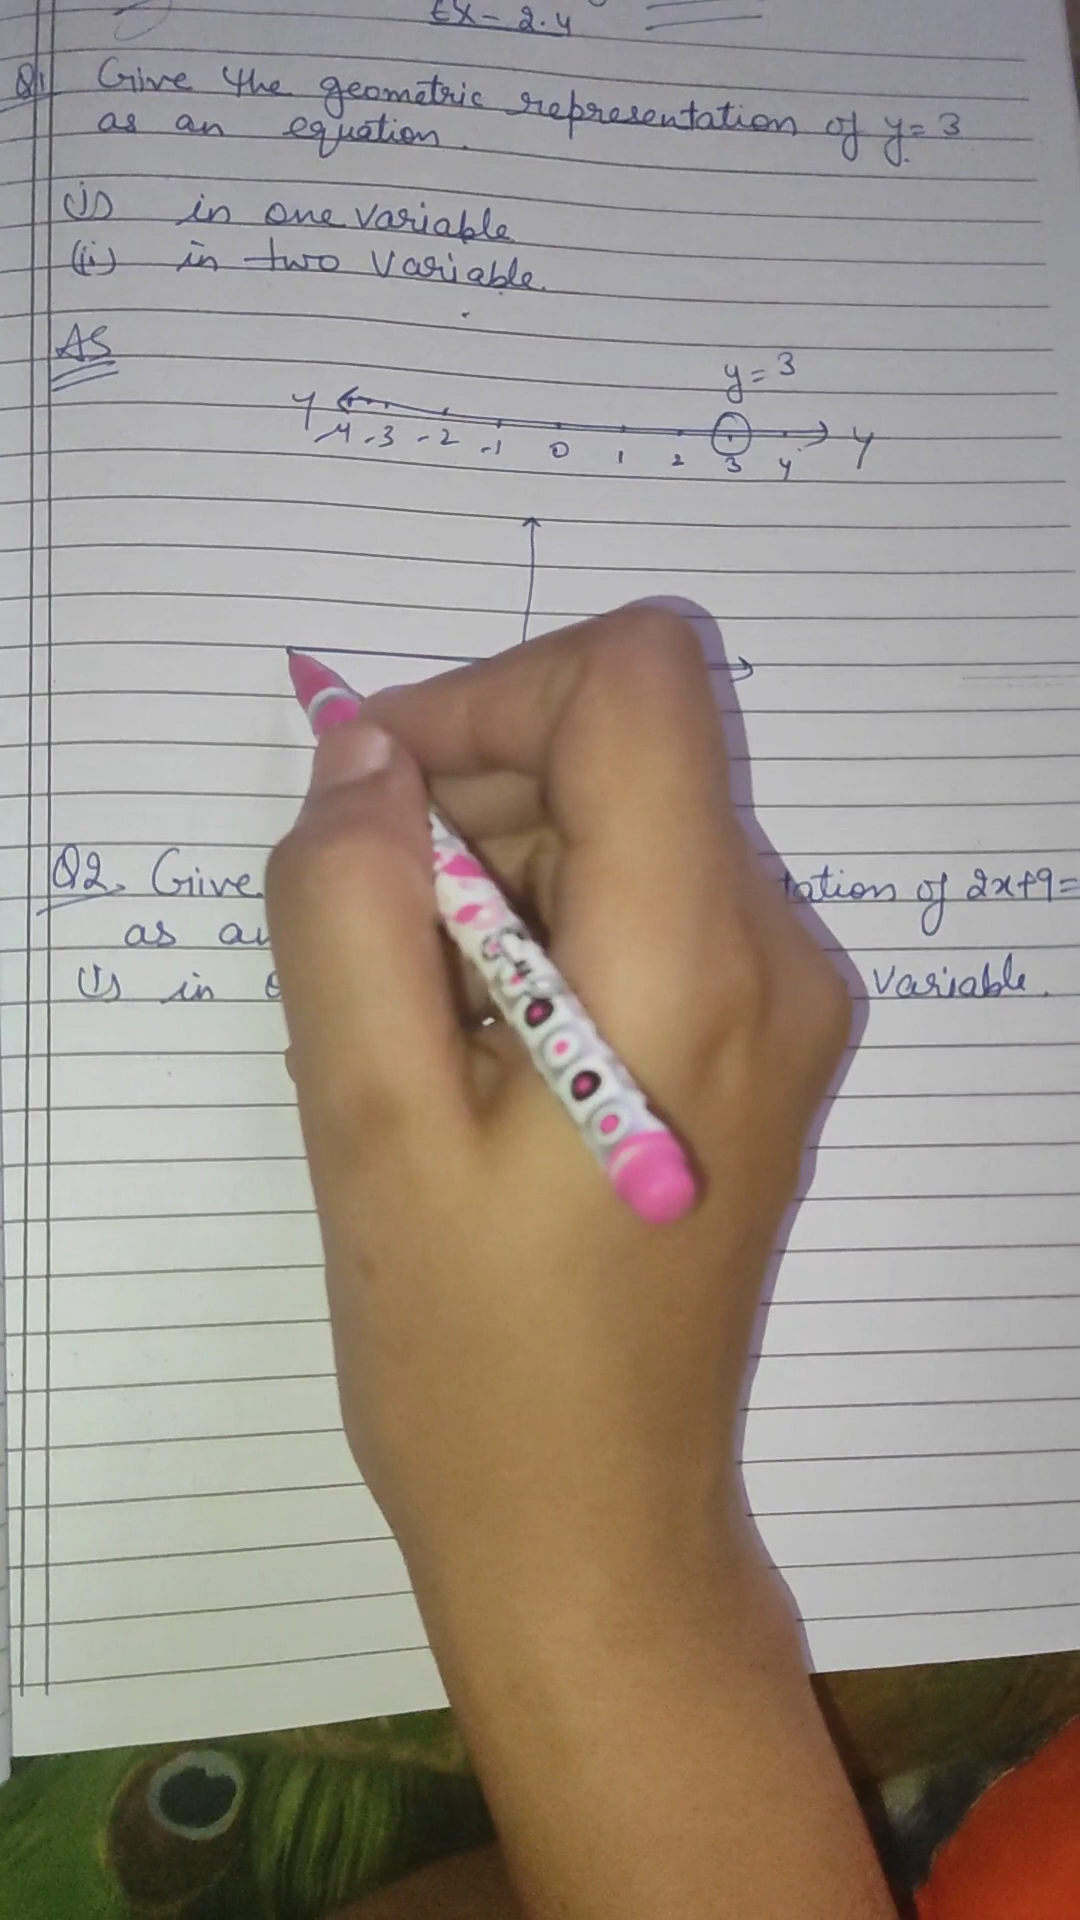 EX - 2.4
Q1 Give the geometric representation of y = 3
as an equation.
(i) in one variable
(ii) in two variable.
AS
y = 3
Y -4 -3 -2 -1 0 1 2 3 4 Y
Q2. Give tation of 2x+9=
as an
(i) in variable.